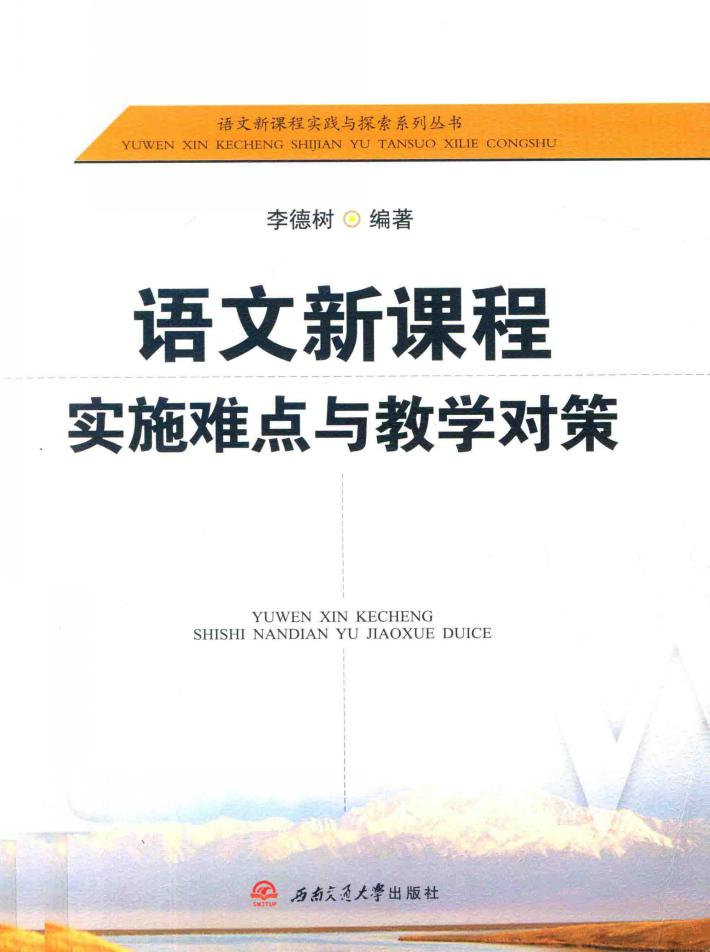 语文新课程实践与探索系列丛书
YUWEN XIN KECHENG SHIJIAN YU TANSUO XILIE CONGSHU
李德树 编著
语文新课程
实施难点与教学对策
YUWEN XIN KECHENG
SHISHI NANDIAN YU JIAOXUE DUICE
西南交通大学出版社
SWJTUP